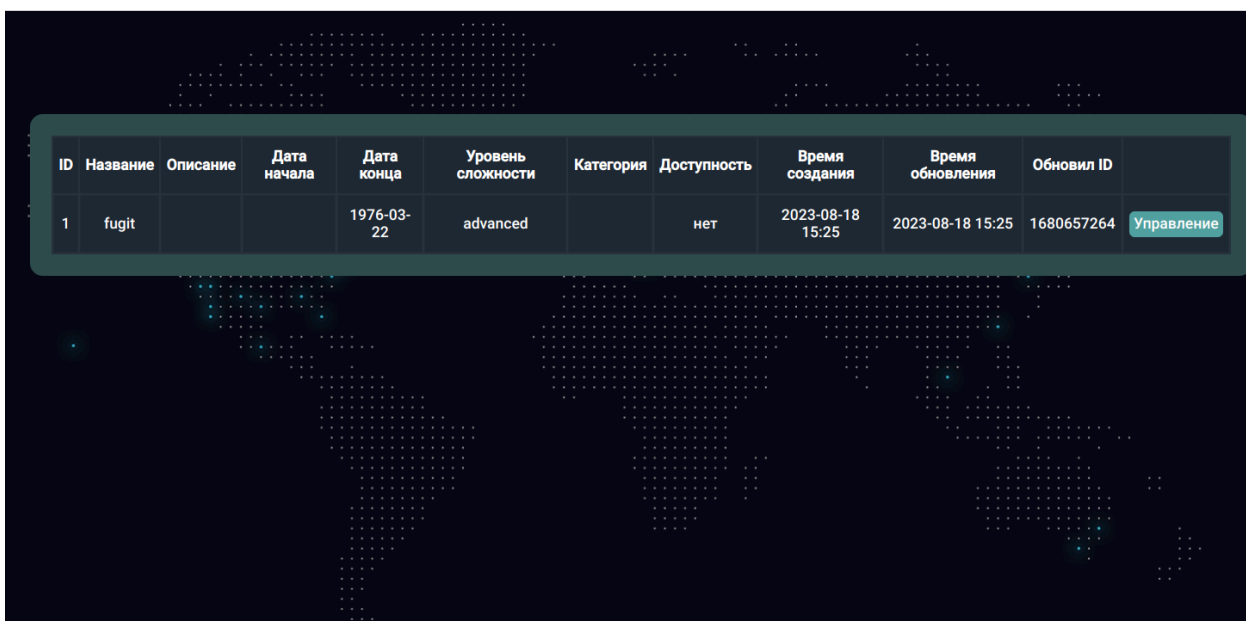 ID Название Описание Дата начала Дата конца Уровень сложности Категория Доступность Время создания Время обновления Обновил ID
1 fugit 1976-03-22 advanced нет 2023-08-18 15:25 2023-08-18 15:25 1680657264 Управление